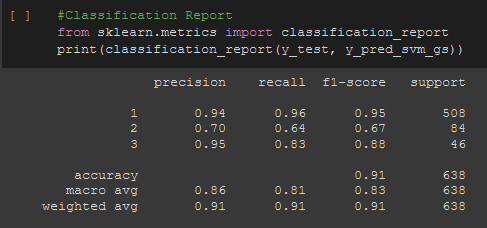 [ ] #Classification Report
from sklearn.metrics import classification_report
print(classification_report(y_test, y_pred_svm_gs))
precision recall f1-score support
1 0.94 0.96 0.95 508
2 0.70 0.64 0.67 84
3 0.95 0.83 0.88 46
accuracy 0.91 638
macro avg 0.86 0.81 0.83 638
weighted avg 0.91 0.91 0.91 638